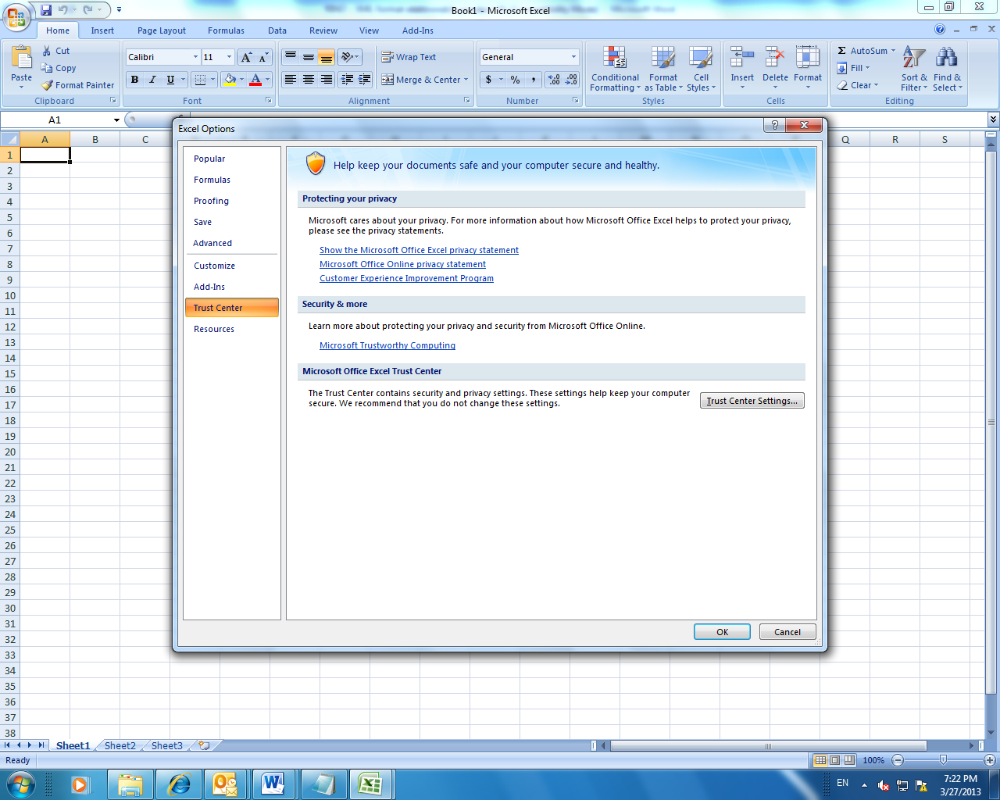 Book1 - Microsoft Excel
Home Insert Page Layout Formulas Data Review View Add-Ins
Paste
Cut
Copy
Format Painter
Clipboard
Calibri 11
B I U
A
Font
Wrap Text
Merge & Center
Alignment
General
$ % ,
Number
Conditional Formatting
Format as Table
Cell Styles
Styles
Insert Delete Format
Cells
Σ AutoSum
Fill
Clear
Sort & Filter
Find & Select
Editing
A1
A B C Q R S
1
2
3
4
5
6
7
8
9
10
11
12
13
14
15
16
17
18
19
20
21
22
23
24
25
26
27
28
29
30
31
32
33
34
35
36
37
38
Excel Options
Popular
Formulas
Proofing
Save
Advanced
Customize
Add-Ins
Trust Center
Resources
Help keep your documents safe and your computer secure and healthy.
Protecting your privacy
Microsoft cares about your privacy. For more information about how Microsoft Office Excel helps to protect your privacy,
please see the privacy statements.
Show the Microsoft Office Excel privacy statement
Microsoft Office Online privacy statement
Customer Experience Improvement Program
Security & more
Learn more about protecting your privacy and security from Microsoft Office Online.
Microsoft Trustworthy Computing
Microsoft Office Excel Trust Center
The Trust Center contains security and privacy settings. These settings help keep your computer
secure. We recommend that you do not change these settings.
Trust Center Settings...
OK Cancel
Sheet1 Sheet2 Sheet3
Ready
100%
EN
7:22 PM
3/27/2013